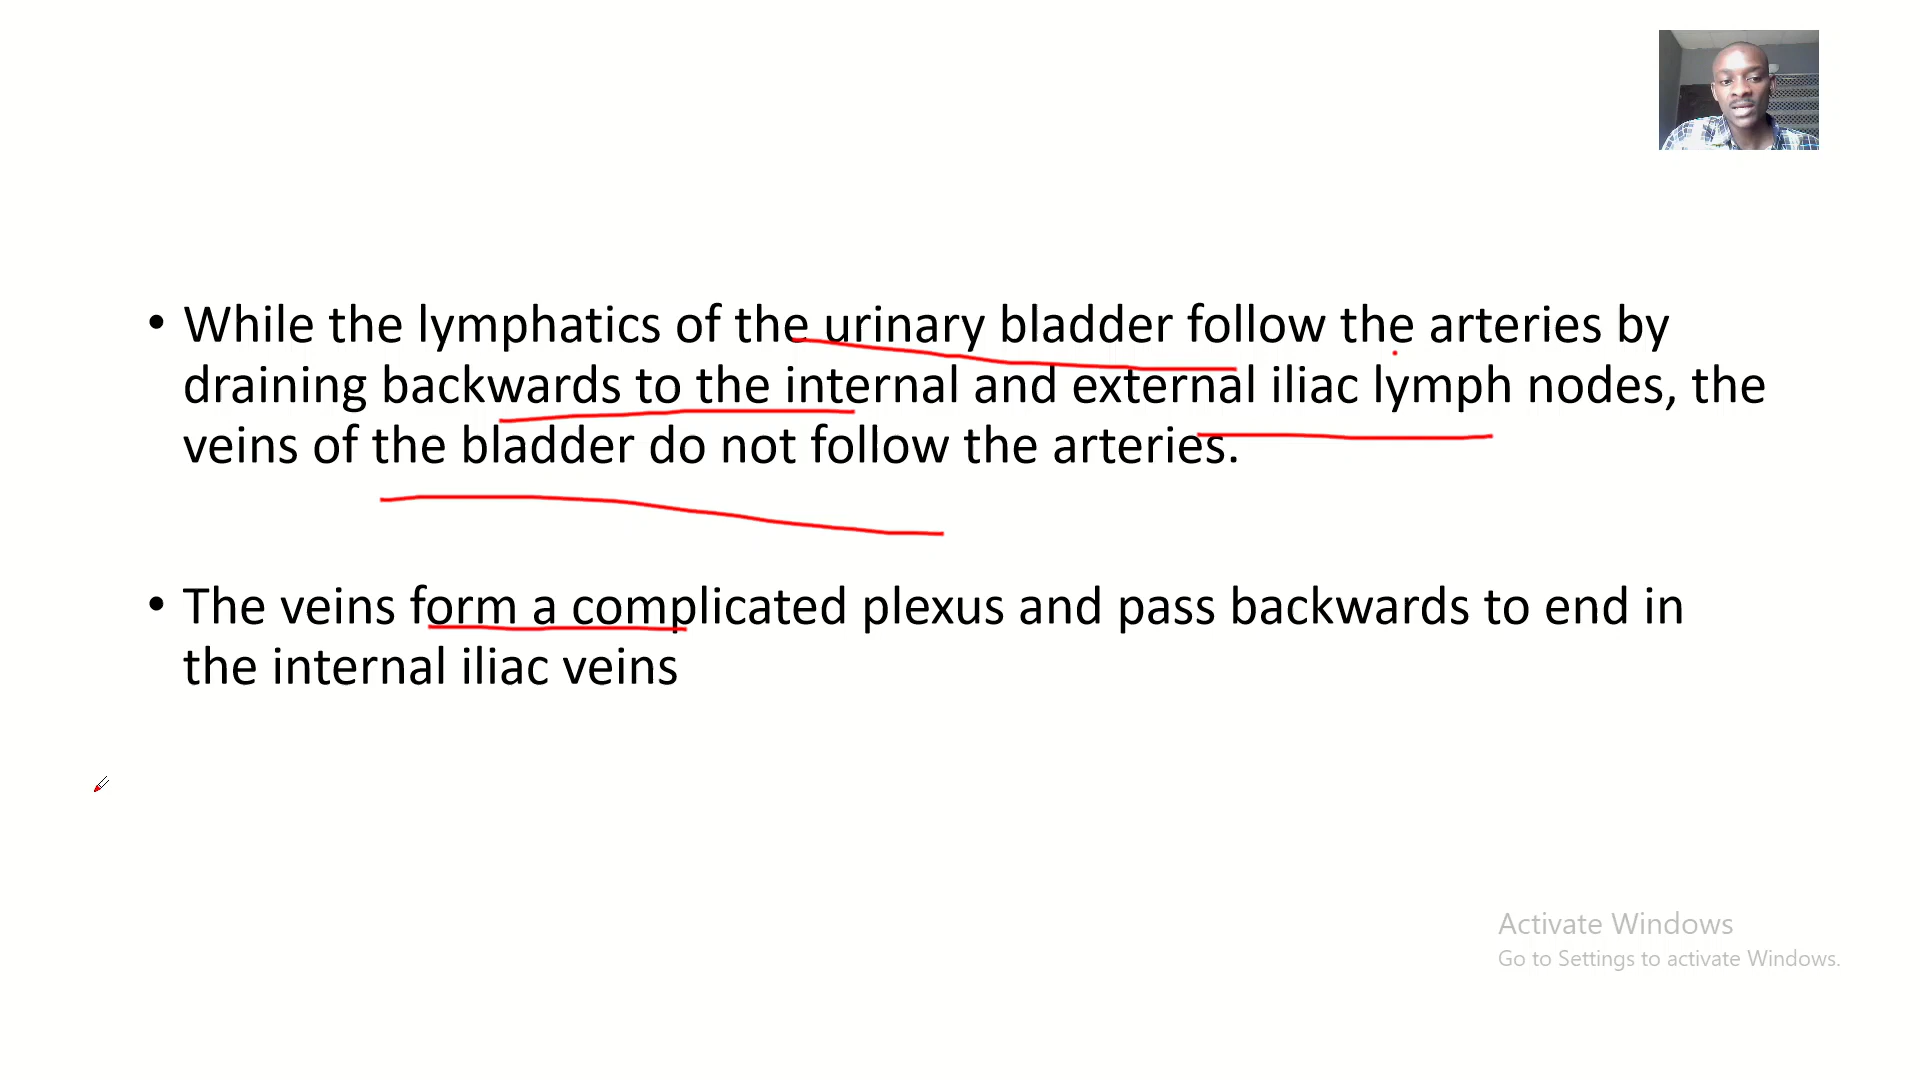 • While the lymphatics of the urinary bladder follow the arteries by
draining backwards to the internal and external iliac lymph nodes, the
veins of the bladder do not follow the arteries.
• The veins form a complicated plexus and pass backwards to end in
the internal iliac veins
Activate Windows
Go to Settings to activate Windows.